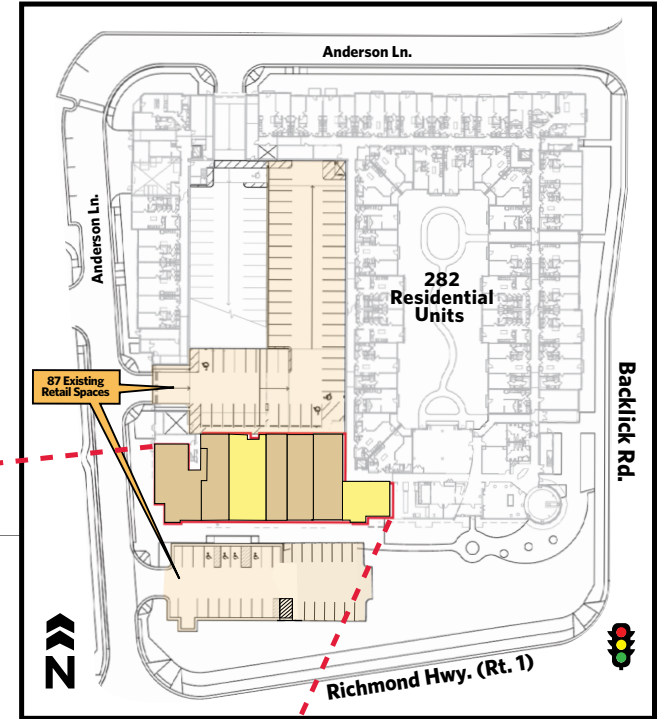 Anderson Ln.
Anderson Ln.
282
Residential
Units
87 Existing
Retail Spaces
Backlick Rd.
N
Richmond Hwy. (Rt. 1)